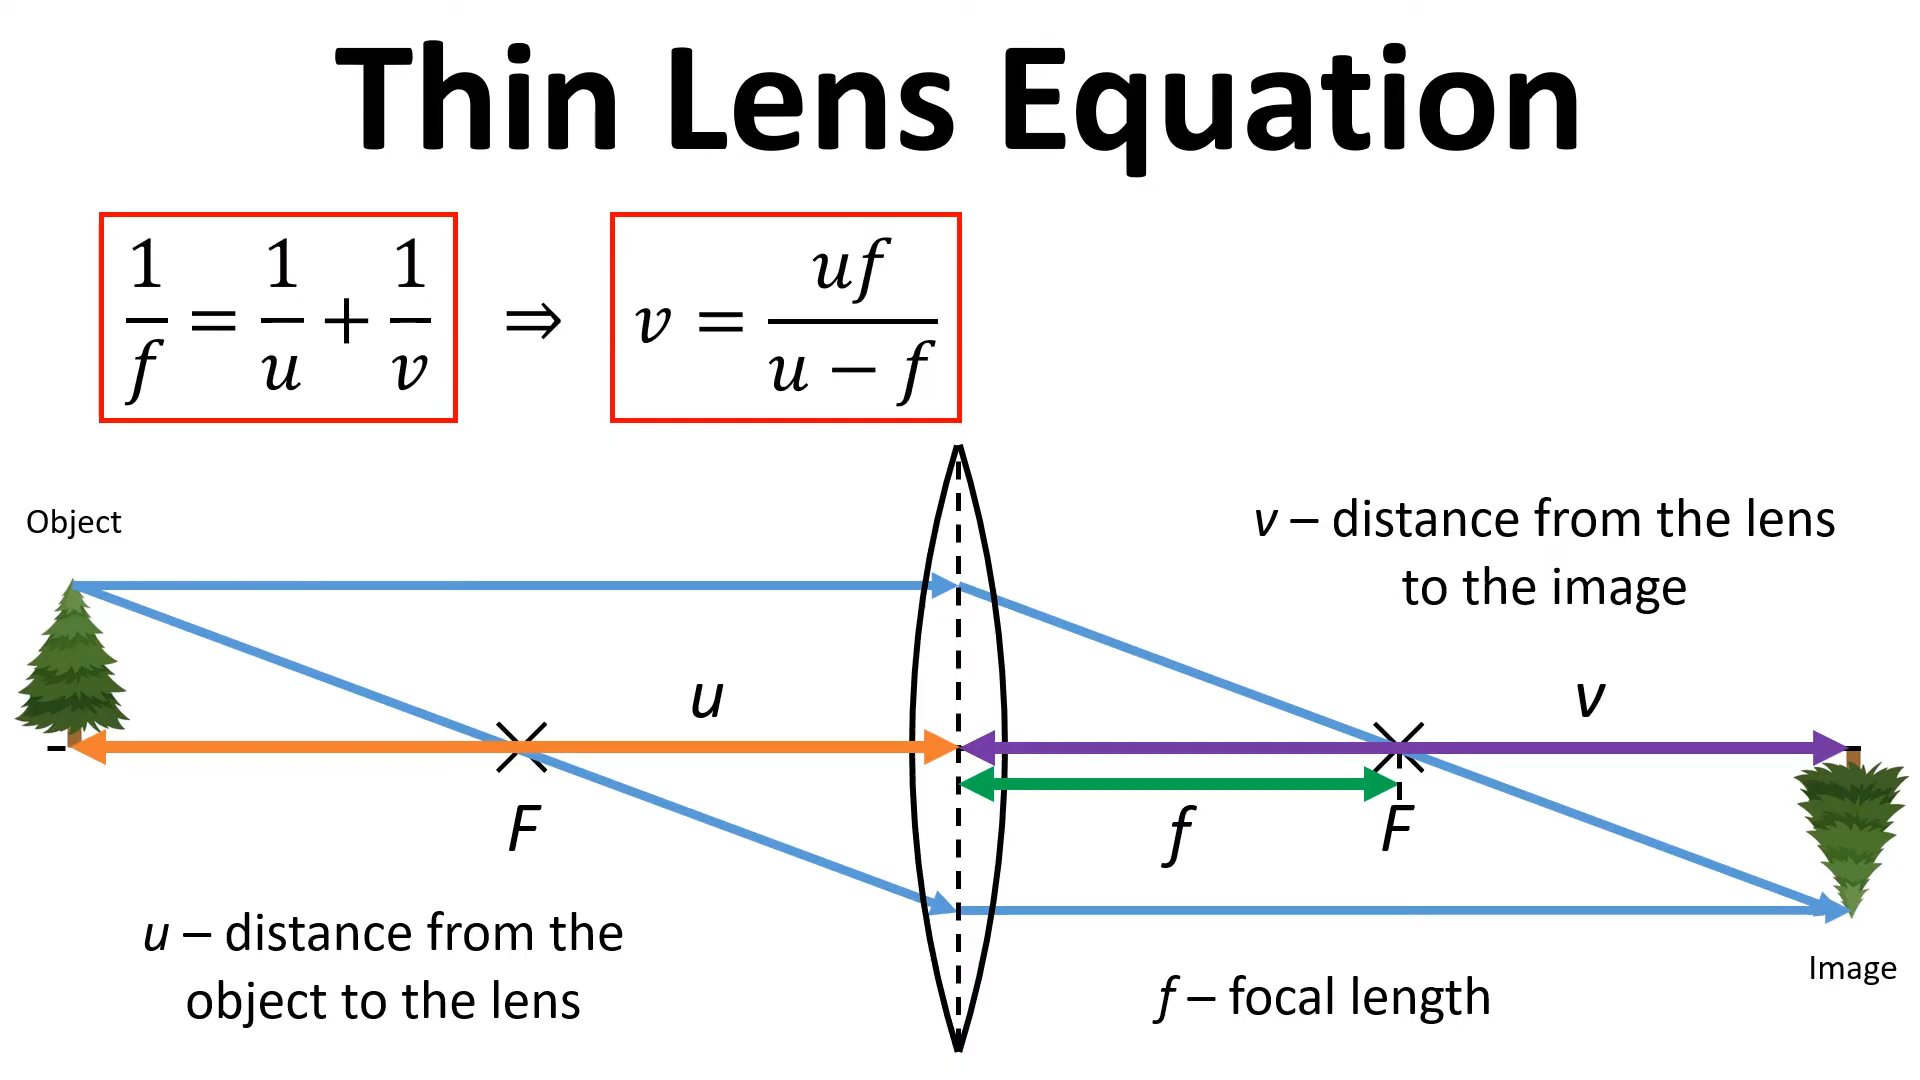 Thin Lens Equation
1/f = 1/u + 1/v ⇒ v = uf/(u − f)
Object
v – distance from the lens
to the image
u
v
F
f
F
u – distance from the
object to the lens
Image
f – focal length